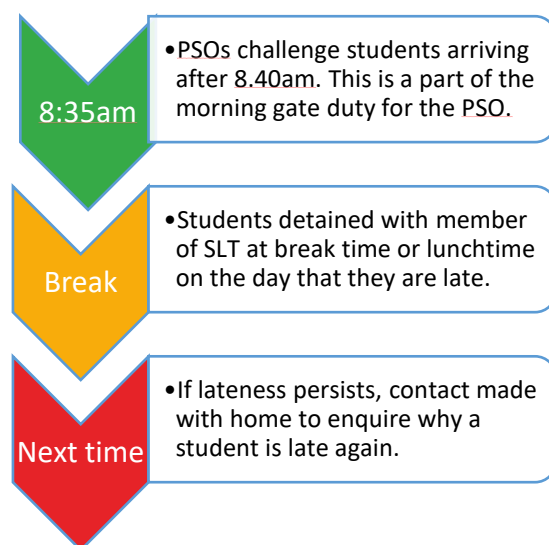 8:35am
•PSOs challenge students arriving
after 8.40am. This is a part of the
morning gate duty for the PSO.
Break
•Students detained with member
of SLT at break time or lunchtime
on the day that they are late.
Next time
•If lateness persists, contact made
with home to enquire why a
student is late again.